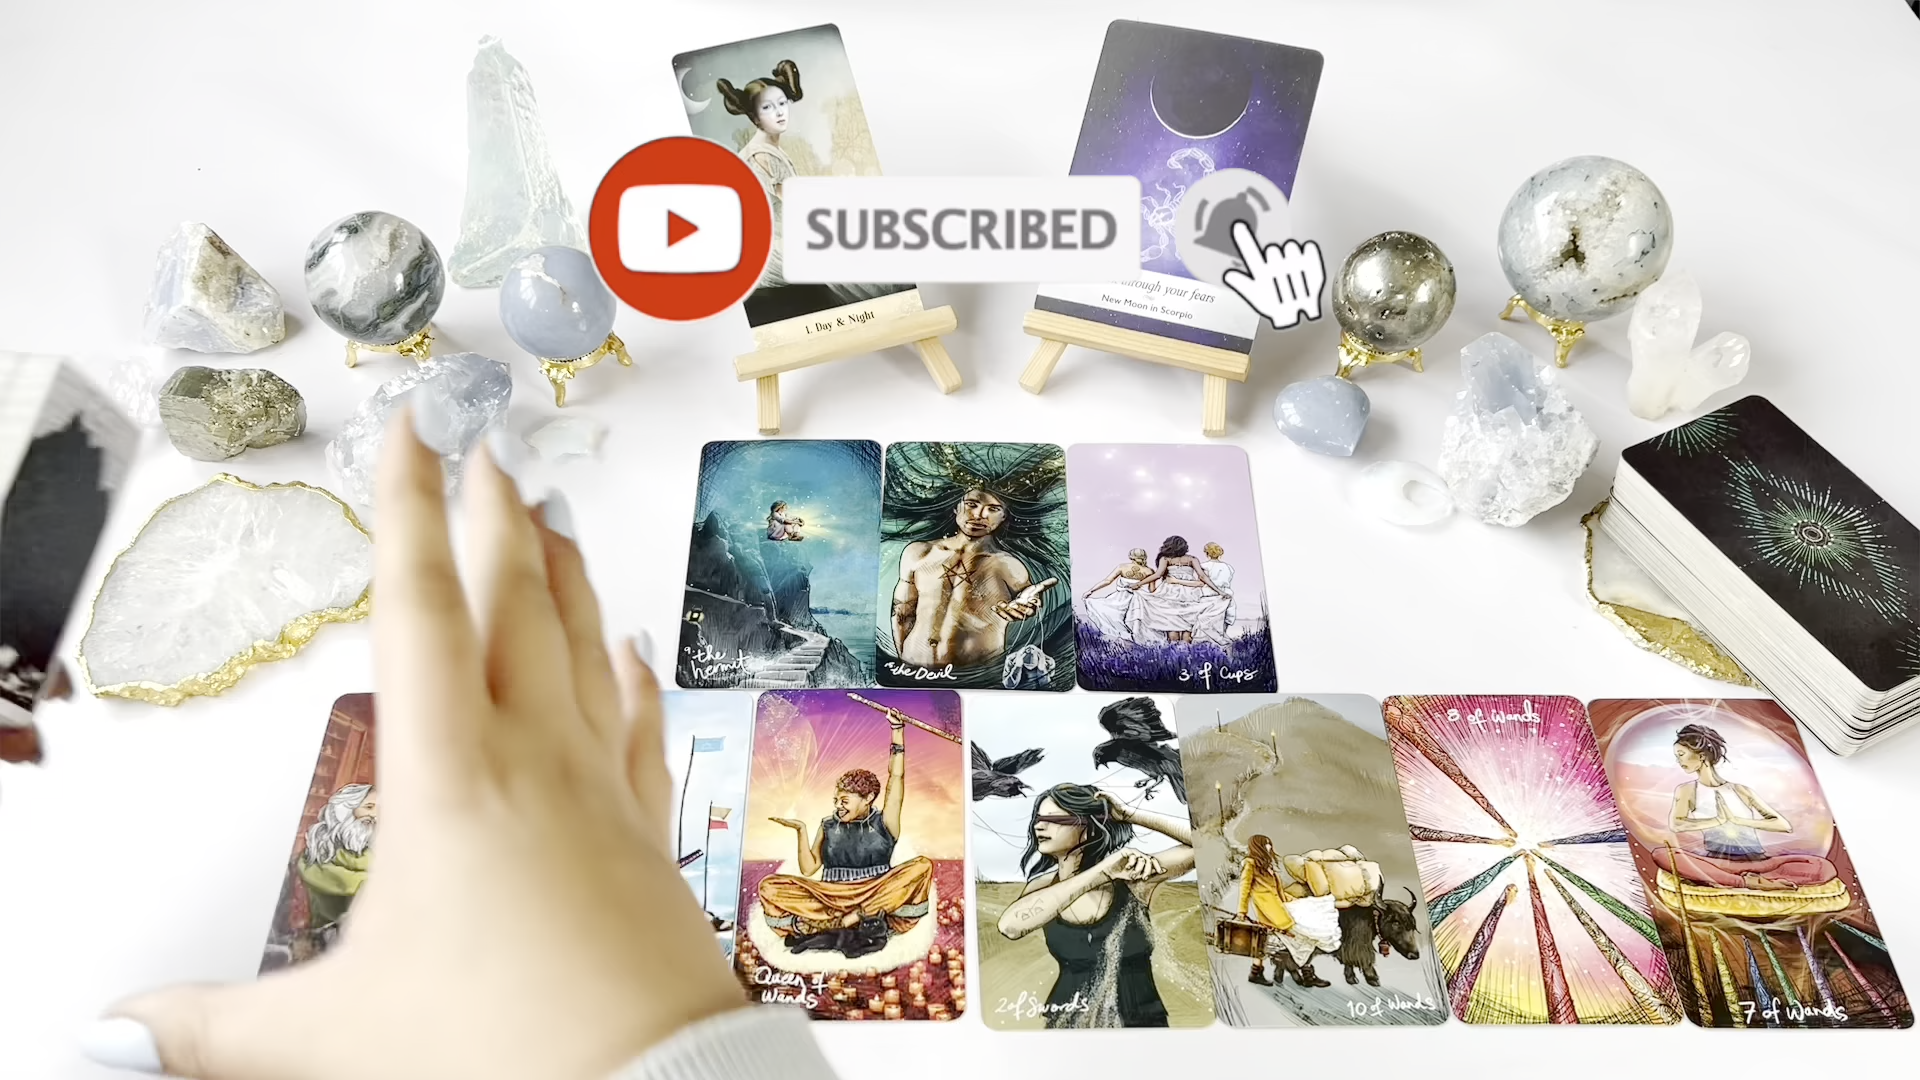 SUBSCRIBED
through your fears
New Moon in Scorpio
1. Day & Night
9. the
hermit
the Devil
3 of Cups
8 of Wands
Queen of
Wands
2 of Swords
10 of Wands
7 of Wands